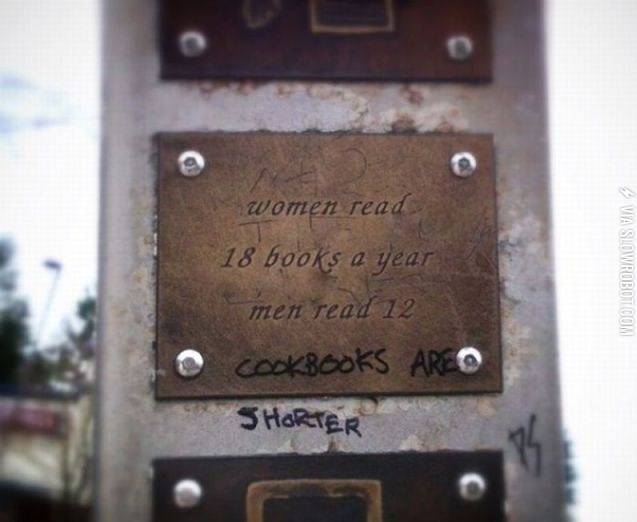 women read
18 books a year
men read 12
COOKBOOKS ARE
SHORTER
VIA SLOWROBOT.COM